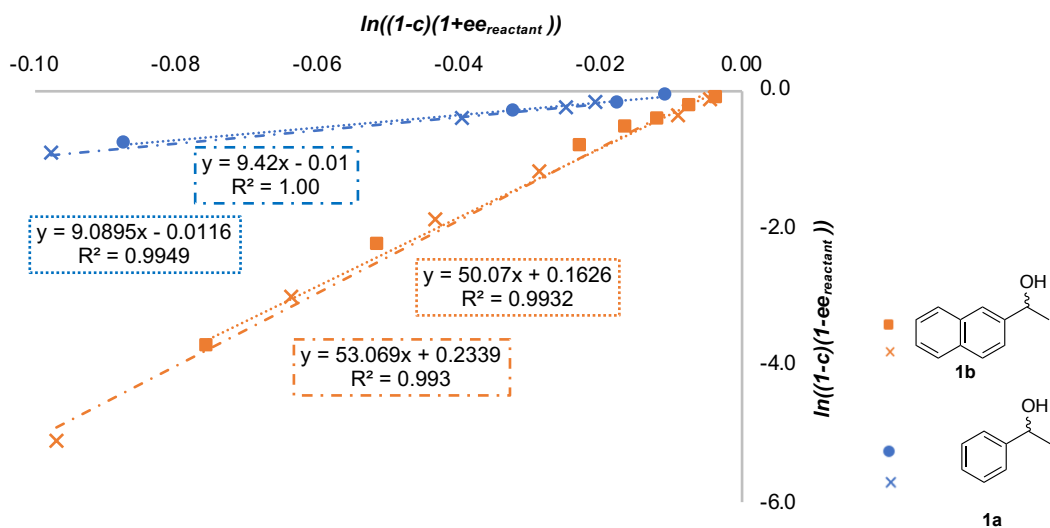 ln((1-c)(1+ee_reactant ))
-0.10 -0.08 -0.06 -0.04 -0.02 0.00
0.0
-2.0
-4.0
-6.0
ln((1-c)(1-ee_reactant ))
y = 9.42x - 0.01
R² = 1.00
y = 9.0895x - 0.0116
R² = 0.9949
y = 50.07x + 0.1626
R² = 0.9932
y = 53.069x + 0.2339
R² = 0.993
OH
1b
OH
1a